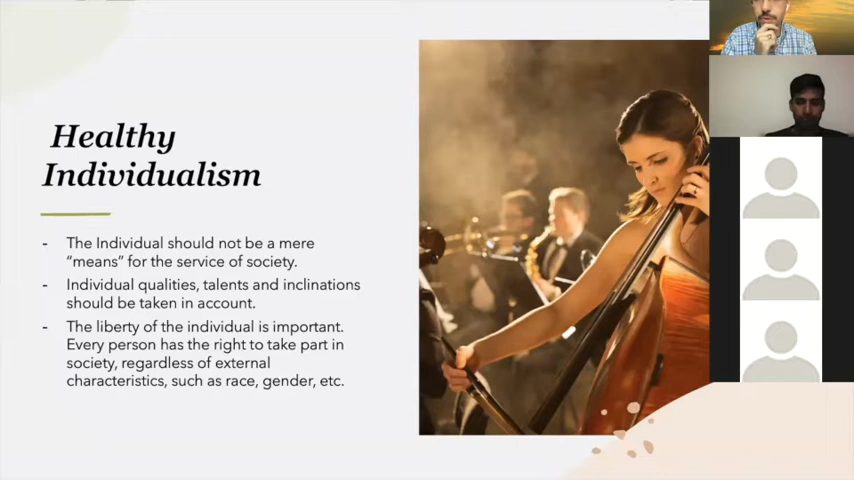 Healthy
Individualism
- The Individual should not be a mere
"means" for the service of society.
- Individual qualities, talents and inclinations
should be taken in account.
- The liberty of the individual is important.
Every person has the right to take part in
society, regardless of external
characteristics, such as race, gender, etc.